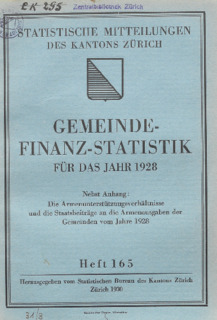 LK 255
Zentralbibliothek Zürich
STATISTISCHE MITTEILUNGEN
DES KANTONS ZÜRICH
GEMEINDE-
FINANZ-STATISTIK
FÜR DAS JAHR 1928
Nebst Anhang:
Die Armenunterstützungsverhältnisse
und die Staatsbeiträge an die Armenausgaben der
Gemeinden vom Jahre 1928
Heft 165
Herausgegeben vom Statistischen Bureau des Kantons Zürich
Zürich 1930